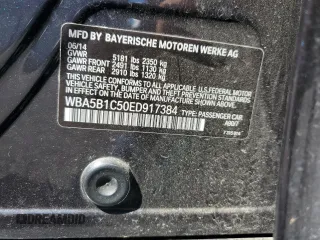 MFD BY BAYERISCHE MOTOREN WERKE AG
06/14
GVWR 5181 lbs 2350 kg
GAWR FRONT 2491 lbs 1130 kg
GAWR REAR 2910 lbs 1320 kg
THIS VEHICLE CONFORMS TO ALL APPLICABLE FEDERAL MOTOR
VEHICLE SAFETY, BUMPER AND THEFT PREVENTION STANDARDS
IN EFFECT ON THE DATE OF MANUFACTURE SHOWN ABOVE.
WBA5B1C50ED917384 TYPE: PASSENGER CAR
DREAMBID